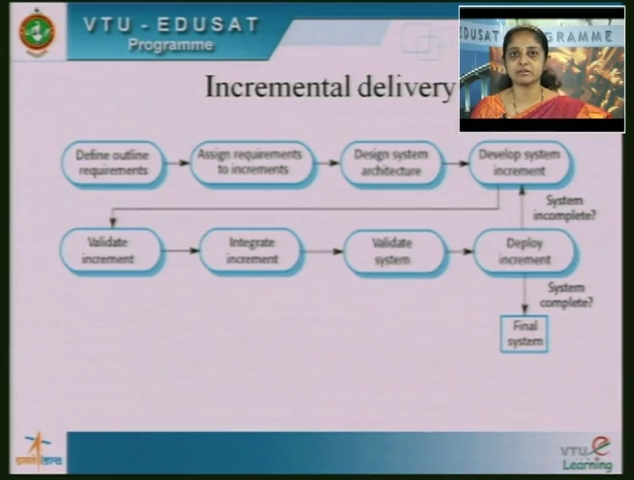 VTU - EDUSAT
Programme
EDUSAT
GRAMME
Incremental delivery
Define outline
requirements
Assign requirements
to increments
Design system
architecture
Develop system
increment
System
incomplete?
Validate
increment
Integrate
increment
Validate
system
Deploy
increment
System
complete?
Final
system
VTU e
Learning